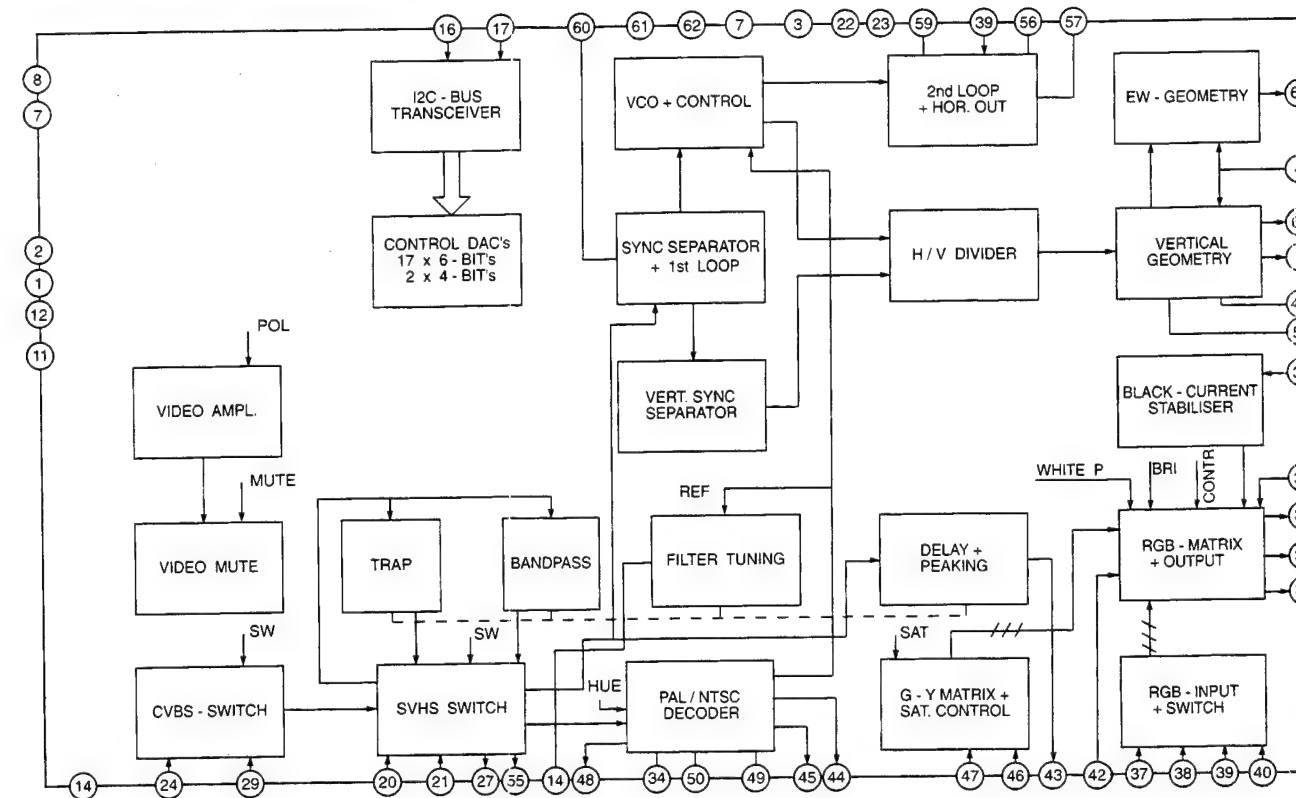 16 17 60 61 62 7 3 22 23 59 39 56 57
8
7
2
1
12
11
I2C - BUS
TRANSCEIVER
CONTROL DAC's
17 x 6 - BIT's
2 x 4 - BIT's
VCO + CONTROL
2nd LOOP
+ HOR. OUT
EW - GEOMETRY
SYNC SEPARATOR
+ 1st LOOP
H / V DIVIDER
VERTICAL
GEOMETRY
POL
VIDEO AMPL.
VERT. SYNC
SEPARATOR
BLACK - CURRENT
STABILISER
MUTE
VIDEO MUTE
TRAP
BANDPASS
REF
FILTER TUNING
DELAY +
PEAKING
WHITE P
BRI
CONTR
RGB - MATRIX
+ OUTPUT
SW
CVBS - SWITCH
SW
SVHS SWITCH
HUE
PAL / NTSC
DECODER
SAT
G - Y MATRIX +
SAT. CONTROL
RGB - INPUT
+ SWITCH
14 24 29 20 21 27 55 14 48 34 50 49 45 44 47 46 43 42 37 38 39 40